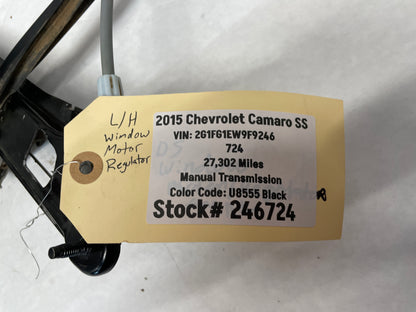 L/H
Window
Motor
Regulator
2015 Chevrolet Camaro SS
VIN: 2G1FG1EW9F9246
724
27,302 Miles
Manual Transmission
Color Code: U8555 Black
Stock# 246724